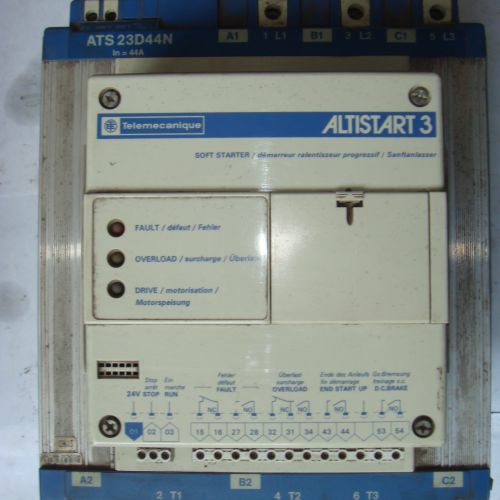 ATS 23D44N
In = 44A
A1 1 L1 B1 3 L2 C1 5 L3
Telemecanique
ALTISTART 3
SOFT STARTER / démarreur ralentisseur progressif / Sanftanlasser
FAULT / défaut / Fehler
OVERLOAD / surcharge / Überlast
DRIVE / motorisation /
Motorspeisung
Stop Ein Fehler Überlast Ende des Anlaufs Gs.Bremsung
arrêt marche défaut surcharge fin démarrage freinage c.c.
24V STOP RUN FAULT OVERLOAD END START UP D.C.BRAKE
NC NO NC NO NO NO
01 02 03 15 16 27 28 32 31 34 43 44 53 54
A2 B2 C2
2 T1 4 T2 6 T3